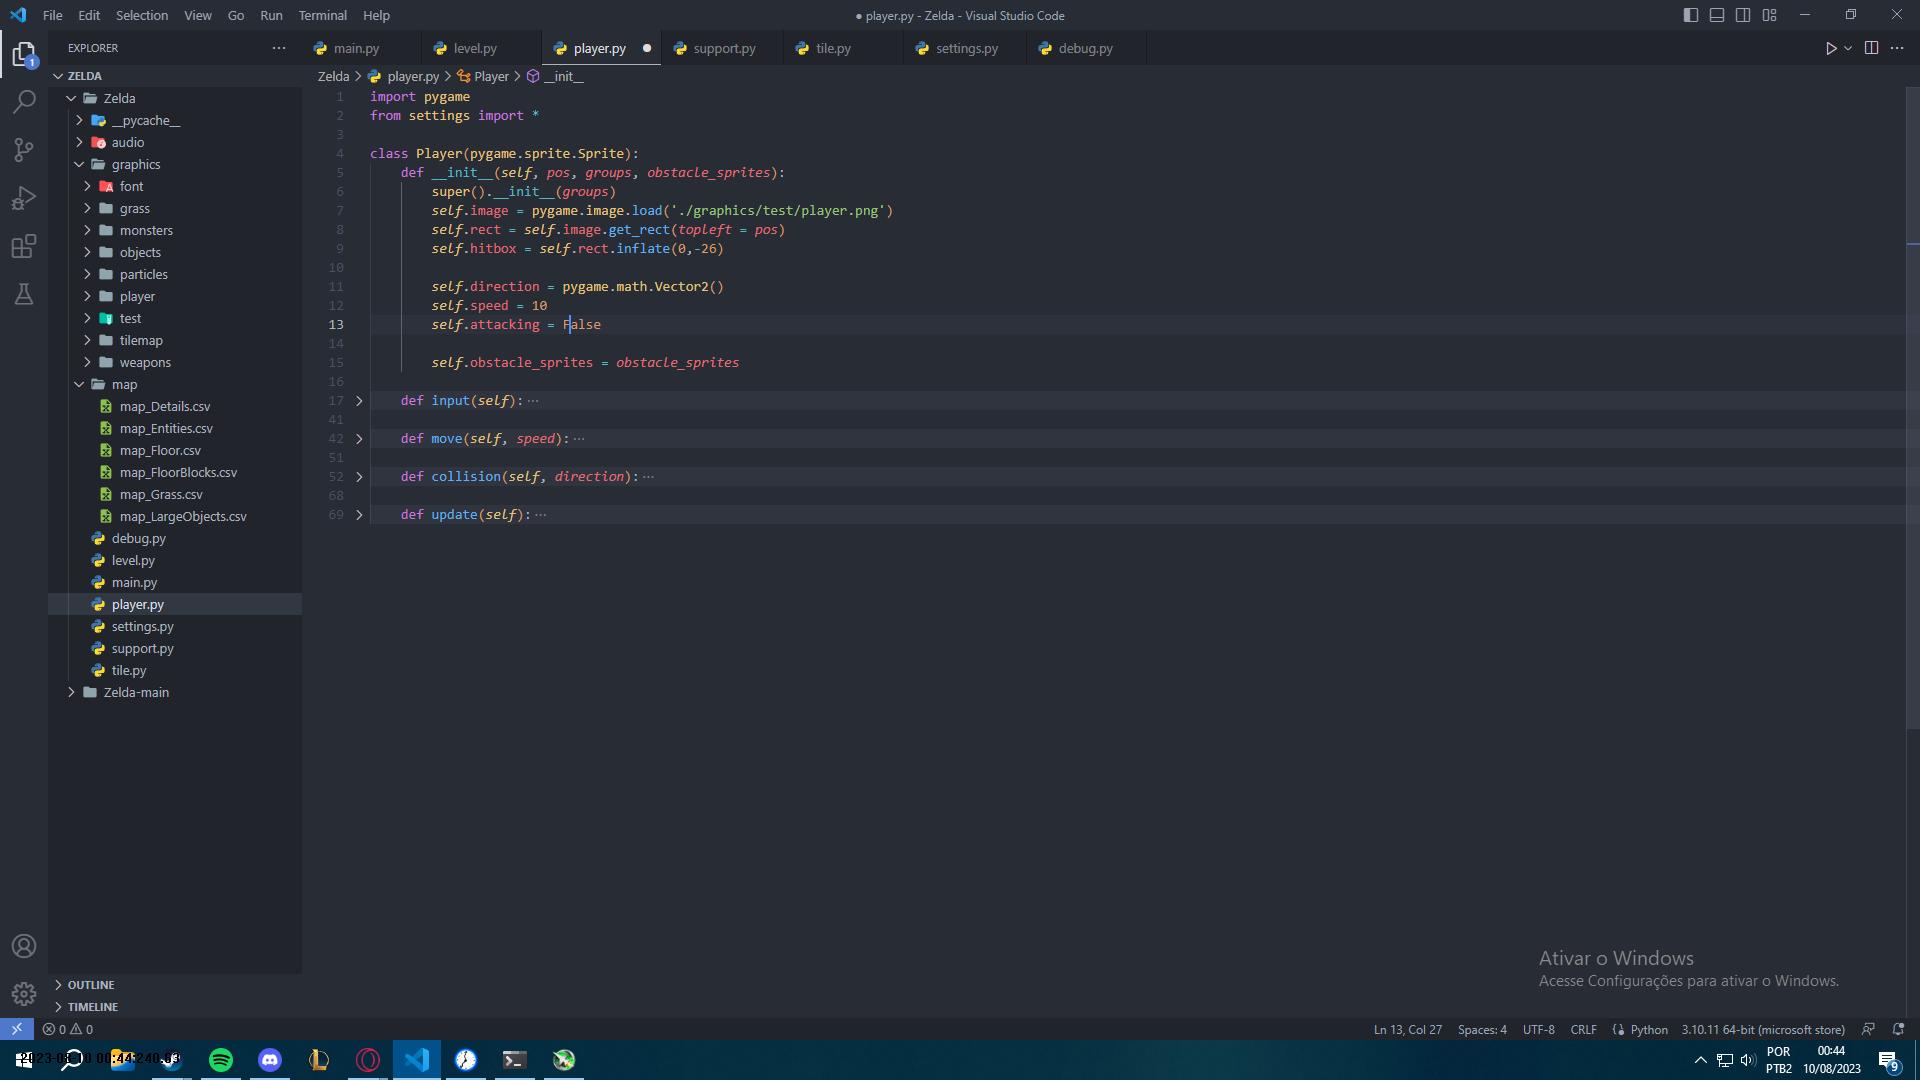 File Edit Selection View Go Run Terminal Help
● player.py - Zelda - Visual Studio Code
EXPLORER
main.py level.py player.py support.py tile.py settings.py debug.py
ZELDA
Zelda > player.py > Player > __init__
Zelda
__pycache__
audio
graphics
font
grass
monsters
objects
particles
player
test
tilemap
weapons
map
map_Details.csv
map_Entities.csv
map_Floor.csv
map_FloorBlocks.csv
map_Grass.csv
map_LargeObjects.csv
debug.py
level.py
main.py
player.py
settings.py
support.py
tile.py
Zelda-main
OUTLINE
TIMELINE
1 import pygame
2 from settings import *
3
4 class Player(pygame.sprite.Sprite):
5 def __init__(self, pos, groups, obstacle_sprites):
6 super().__init__(groups)
7 self.image = pygame.image.load('./graphics/test/player.png')
8 self.rect = self.image.get_rect(topleft = pos)
9 self.hitbox = self.rect.inflate(0,-26)
10
11 self.direction = pygame.math.Vector2()
12 self.speed = 10
13 self.attacking = False
14
15 self.obstacle_sprites = obstacle_sprites
16
17 def input(self):···
41
42 def move(self, speed):···
51
52 def collision(self, direction):···
68
69 def update(self):···
Ativar o Windows
Acesse Configurações para ativar o Windows.
0 0
Ln 13, Col 27 Spaces: 4 UTF-8 CRLF Python 3.10.11 64-bit (microsoft store)
POR
PTB2
00:44
10/08/2023
9
1